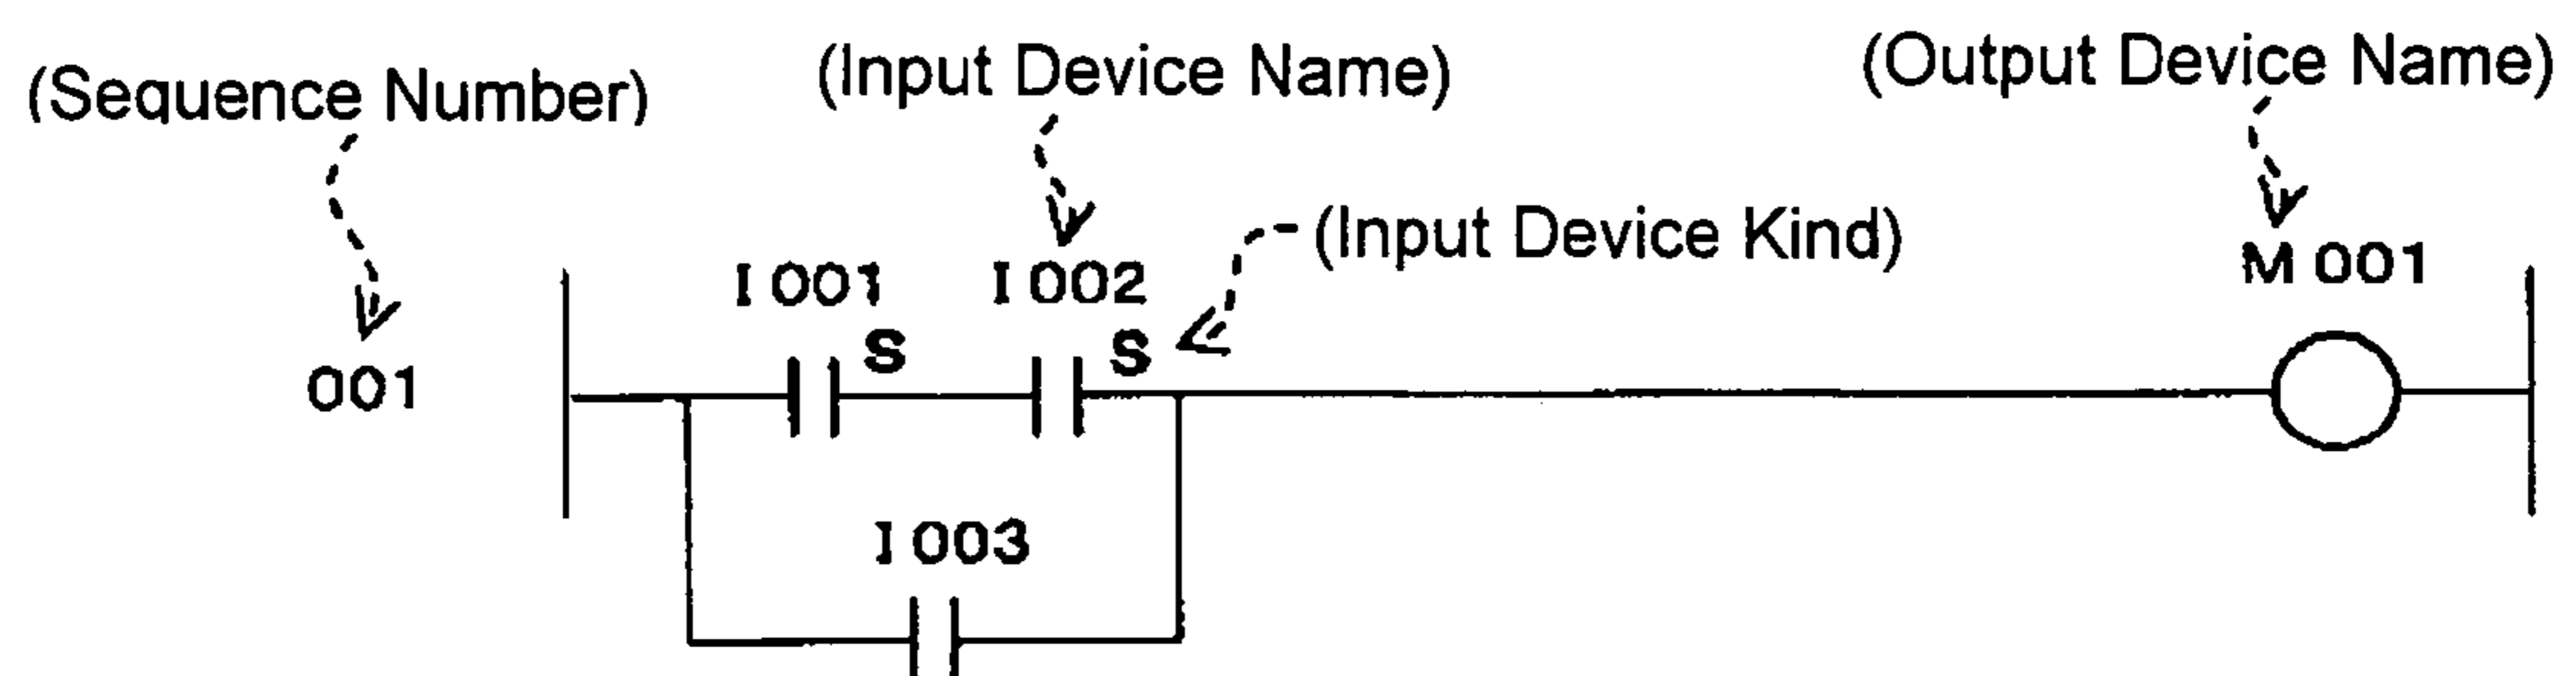 (Sequence Number)
(Input Device Name)
(Output Device Name)
(Input Device Kind)
I 001
I 002
M 001
S
S
001
I 003